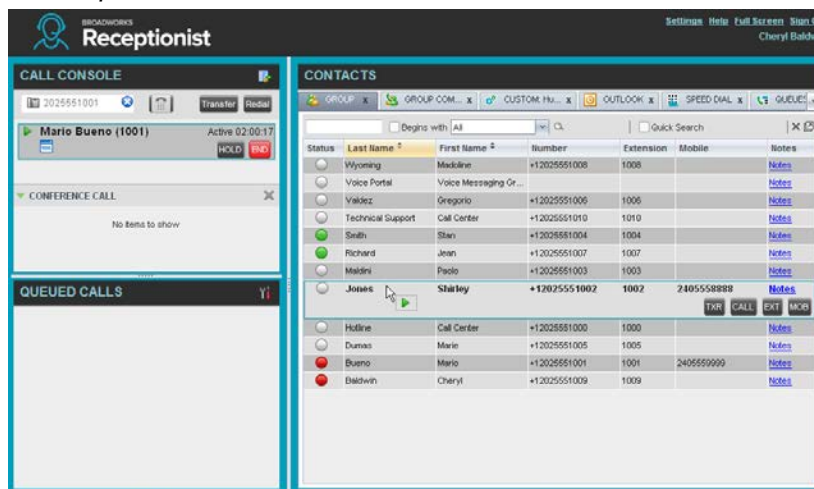 BROADWORKS
Receptionist
Settings Help Full Screen Sign
Cheryl Baldw
CALL CONSOLE
2025551001 Transfer Redial
Mario Bueno (1001) Active 02:00:17
HOLD END
CONFERENCE CALL
No items to show
QUEUED CALLS
CONTACTS
GROUP x GROUP COM... x CUSTOM: Hu... x OUTLOOK x SPEED DIAL x QUEUES
Begins with All Quick Search
Status Last Name First Name Number Extension Mobile Notes
Wyoming Madoline +12025551008 1008 Notes
Voice Portal Voice Messaging Gr... Notes
Valdez Gregorio +12025551006 1006 Notes
Technical Support Call Center +12025551010 1010 Notes
Smith Stan +12025551004 1004 Notes
Richard Jean +12025551007 1007 Notes
Maldini Paolo +12025551003 1003 Notes
Jones Shirley +12025551002 1002 2405558888 Notes
TXR CALL EXT MOB
Hotline Call Center +12025551000 1000 Notes
Dumas Marie +12025551005 1005 Notes
Bueno Mario +12025551001 1001 2405559999 Notes
Baldwin Cheryl +12025551009 1009 Notes